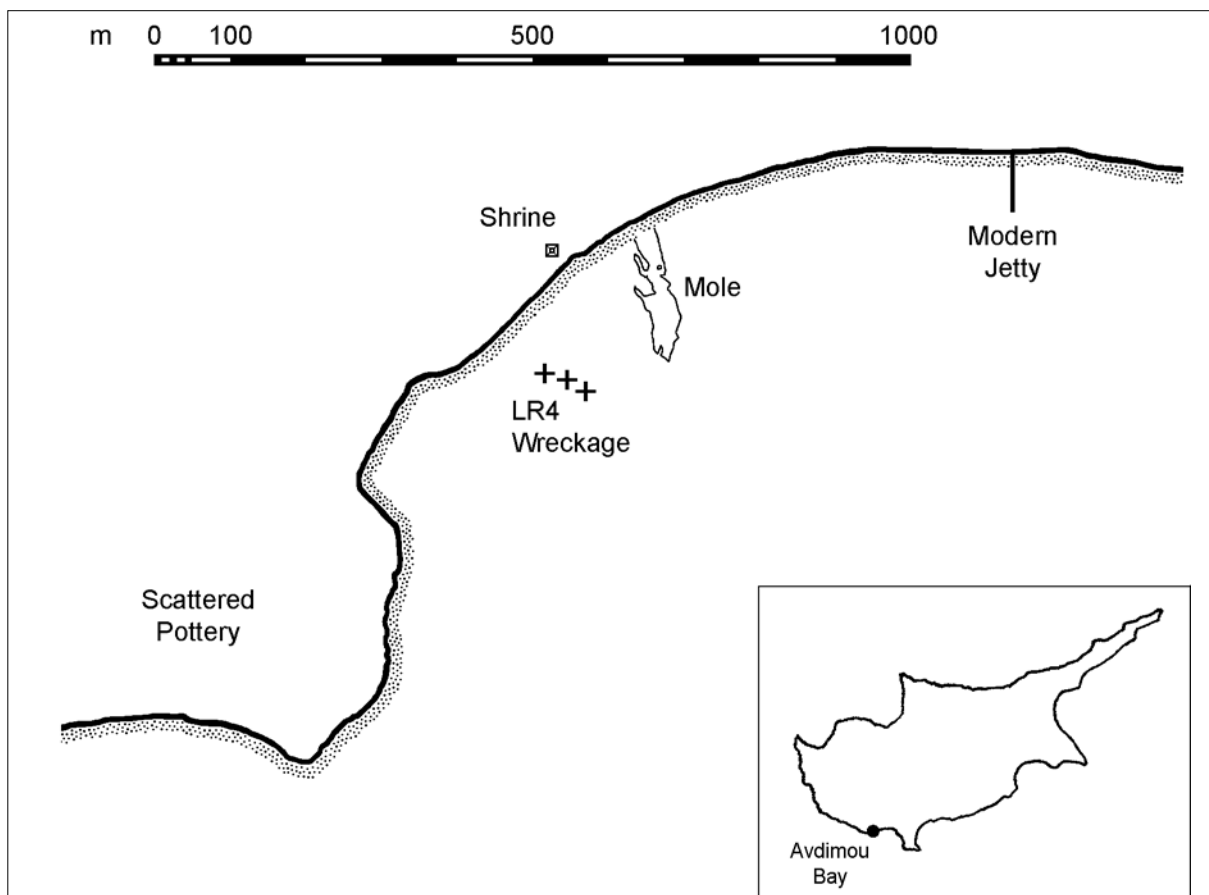 m 0 100 500 1000
Shrine
Modern
Jetty
Mole
LR4
Wreckage
Scattered
Pottery
Avdimou
Bay